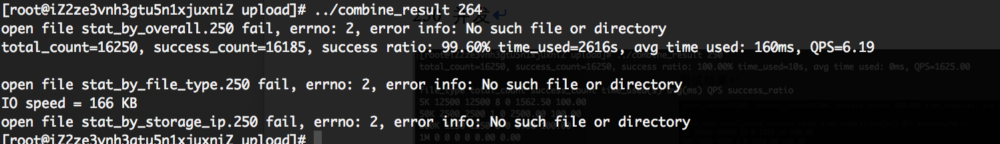 [root@iZ2ze3vnh3gtu5n1xjuxniZ upload]# ../combine_result 264
250 并发
open file stat_by_overall.250 fail, errno: 2, error info: No such file or directory
total_count=16250, success_count=16185, success ratio: 99.60% time_used=2616s, avg time used: 160ms, QPS=6.19
[root@iZ2ze3vnh3gtu5n1xjuxniZ upload]# ../combine_result 250
total_count=16250, success_count=16250, success ratio: 100.00% time_used=10s, avg time used: 0ms, QPS=1625.00
open file stat_by_file_type.250 fail, errno: 2, error info: No such file or directory
file_type total_count success_count time_used(s) avg(ms) QPS success_ratio
IO speed = 166 KB
5K 12500 12500 8 0 1562.50 100.00
50K 2500 2500 1 0 2500.00 100.00
open file stat_by_storage_ip.250 fail, errno: 2, error info: No such file or directory
1M 0 0 0 0 0.00 0.00
[root@iZ2ze3vnh3gtu5n1xjuxniZ upload]#